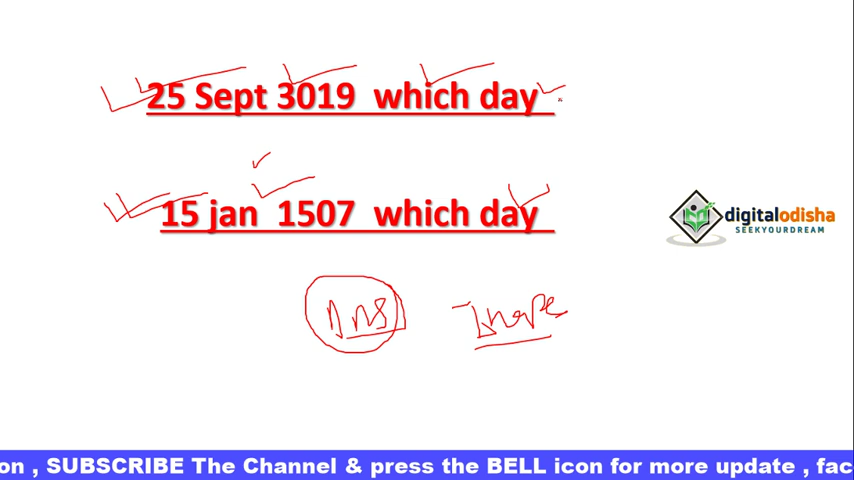 25 Sept 3019 which day
15 jan 1507 which day
digitalodisha
SEEKYOURDREAM
Ans
on , SUBSCRIBE The Channel & press the BELL icon for more update , fac